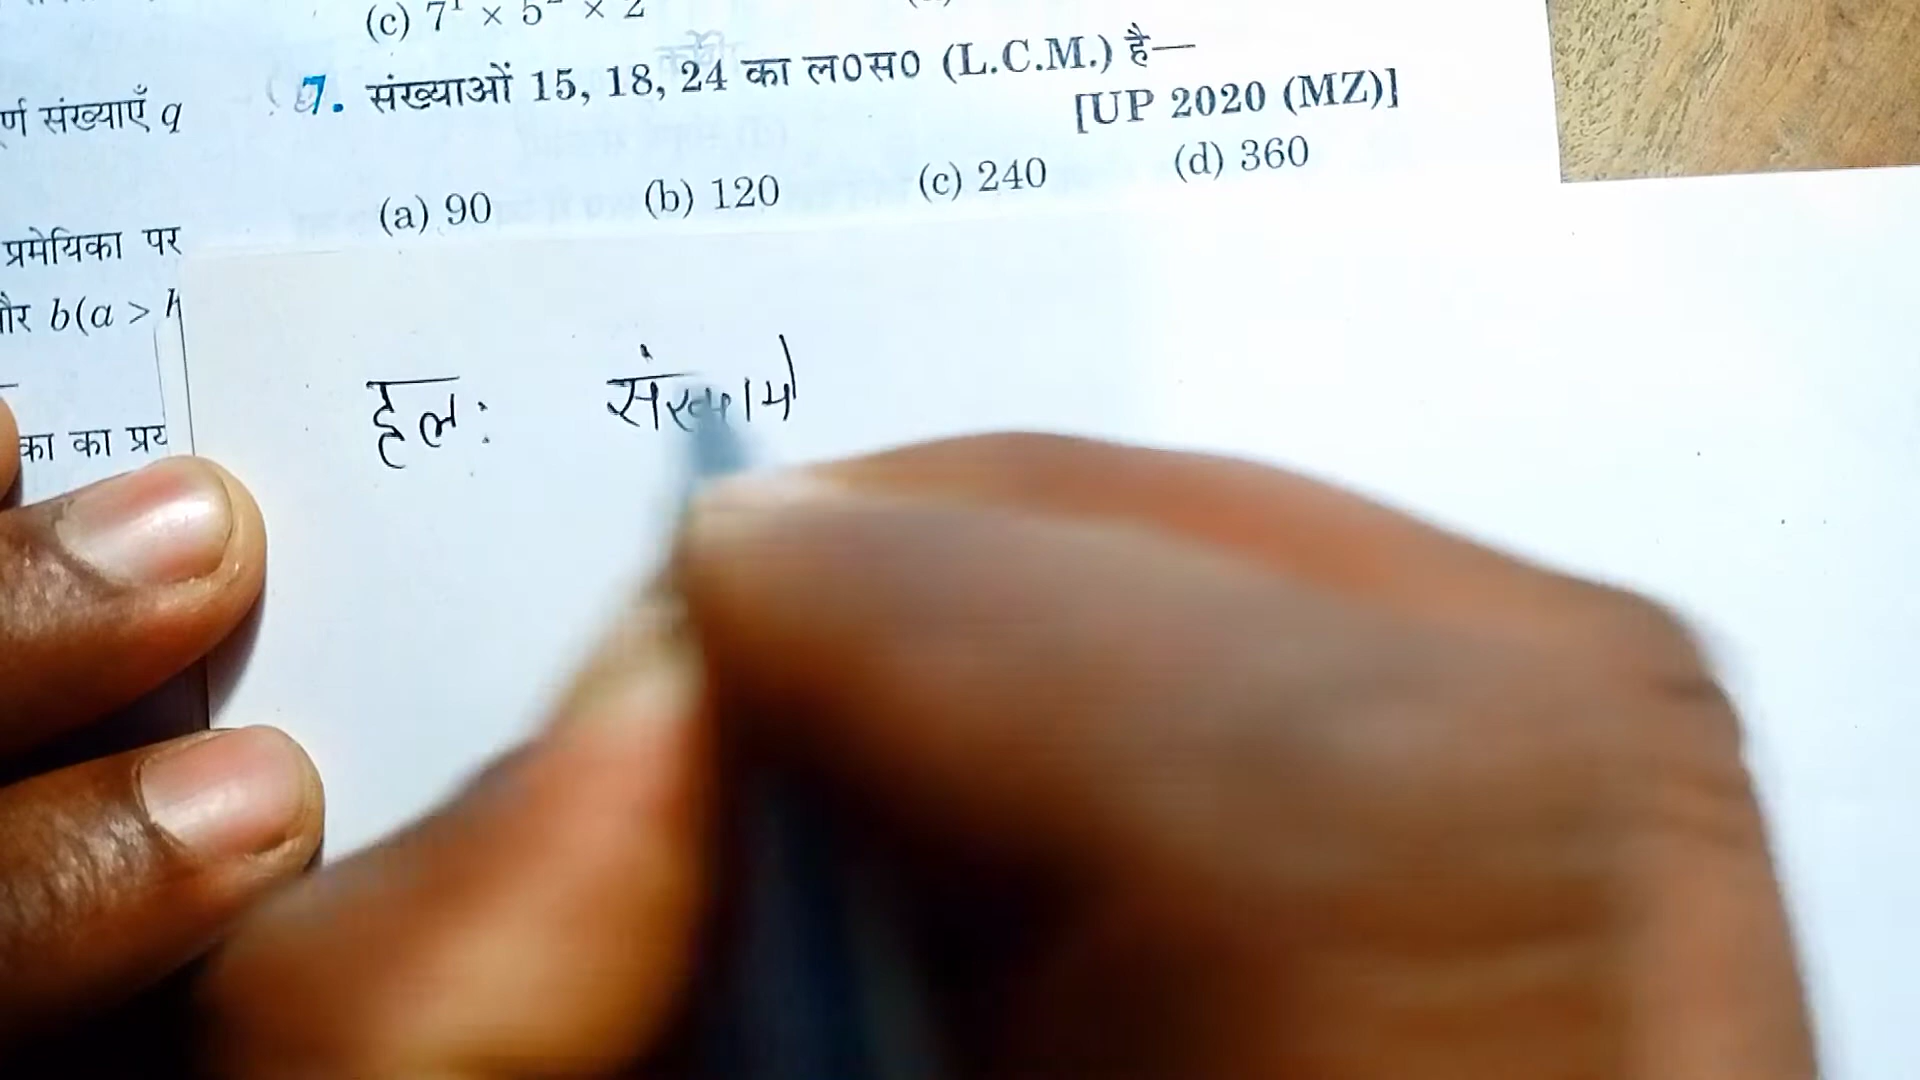 (c) 7¹ × 5² × 2
र्ण संख्याएँ q
7. संख्याओं 15, 18, 24 का ल०स० (L.C.M.) है—
[UP 2020 (MZ)]
(a) 90 (b) 120 (c) 240 (d) 360
प्रमेयिका पर
और b(a >
का का प्रय
हल: संख्याओ